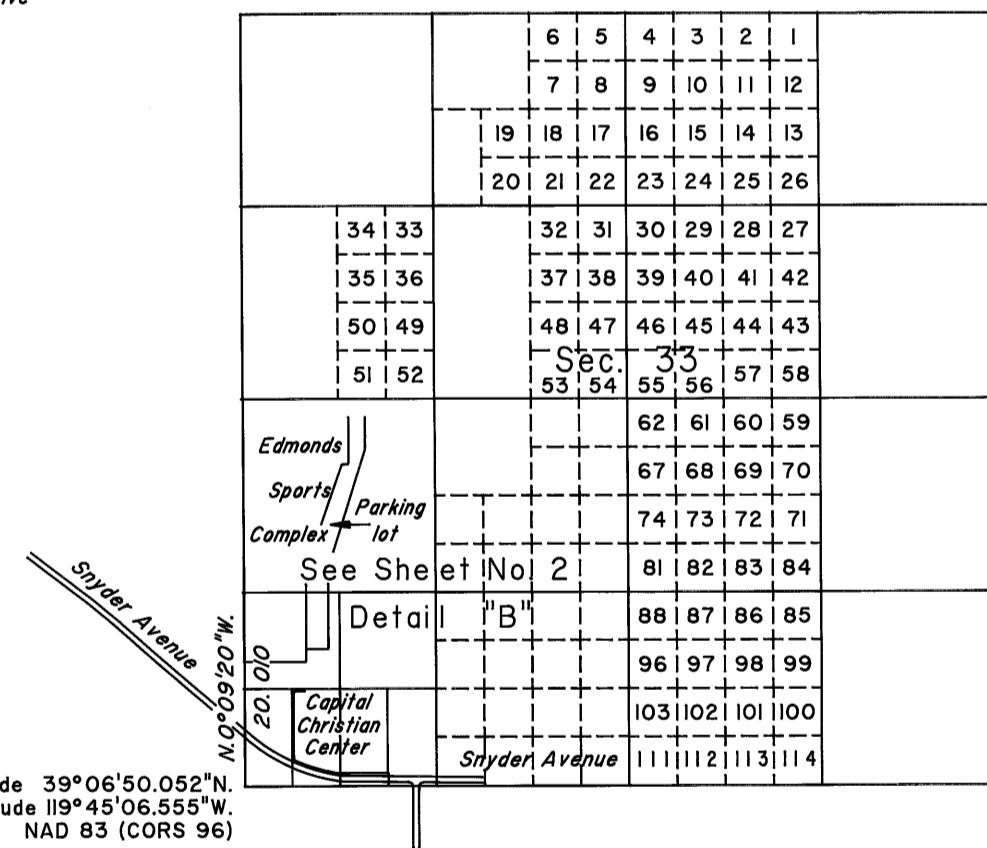 6 5 4 3 2 1
7 8 9 10 11 12
19 18 17 16 15 14 13
20 21 22 23 24 25 26
34 33 32 31 30 29 28 27
35 36 37 38 39 40 41 42
50 49 48 47 46 45 44 43
Sec. 33
51 52 53 54 55 56 57 58
62 61 60 59
Edmonds
67 68 69 70
Sports
Parking
74 73 72 71
Complex
lot
See Sheet No. 2
81 82 83 84
Snyder Avenue
Detail "B"
88 87 86 85
N.0°09'20"W.
20.010
96 97 98 99
Capital
Christian
Center
103 102 101 100
Snyder Avenue
111 112 113 114
de 39°06'50.052"N.
ude 119°45'06.555"W.
NAD 83 (CORS 96)